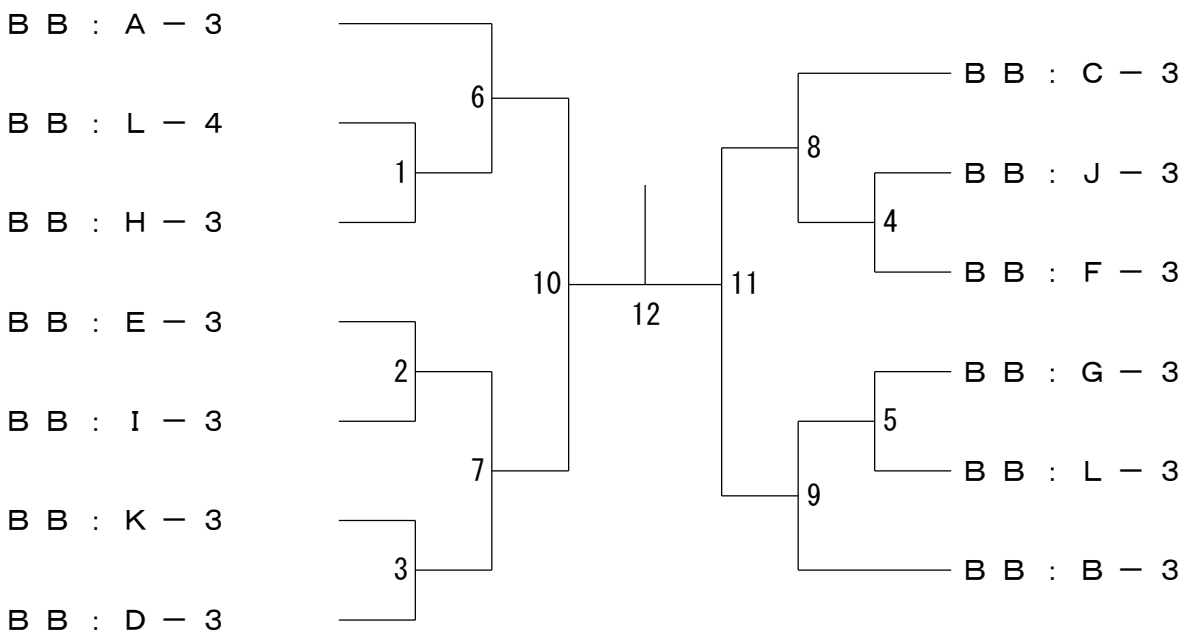 ＢＢ：Ａ－３
６
ＢＢ：Ｌ－４
１
ＢＢ：Ｈ－３
10
ＢＢ：Ｅ－３
２
ＢＢ：Ｉ－３
７
ＢＢ：Ｋ－３
３
ＢＢ：Ｄ－３
12
ＢＢ：Ｃ－３
８
ＢＢ：Ｊ－３
４
ＢＢ：Ｆ－３
11
ＢＢ：Ｇ－３
５
ＢＢ：Ｌ－３
９
ＢＢ：Ｂ－３